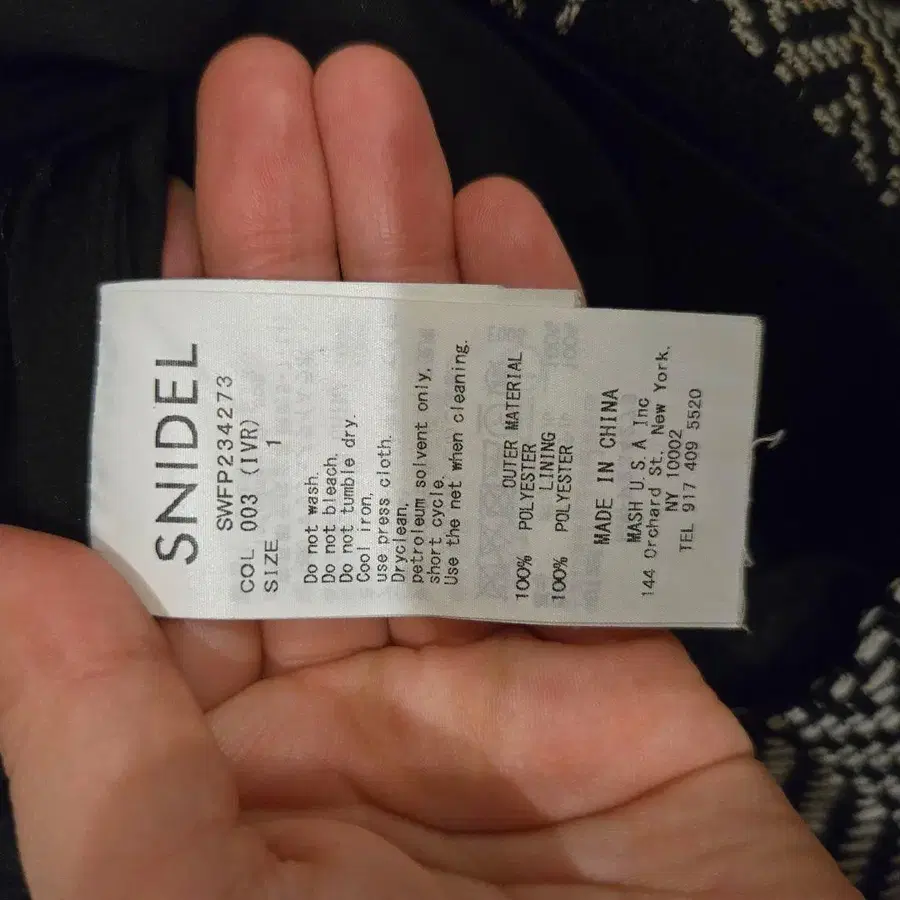 SNIDEL
SWFP234273
COL 003 (IVR)
SIZE 1
Do not wash.
Do not bleach.
Do not tumble dry.
Cool iron,
use press cloth.
Dryclean,
petroleum solvent only,
short cycle.
Use the net when cleaning.
OUTER MATERIAL
100% POLYESTER
LINING
100% POLYESTER
MADE IN CHINA
MASH U.S.A Inc
144 Orchard St. New York,
NY 10002
TEL 917 409 5520